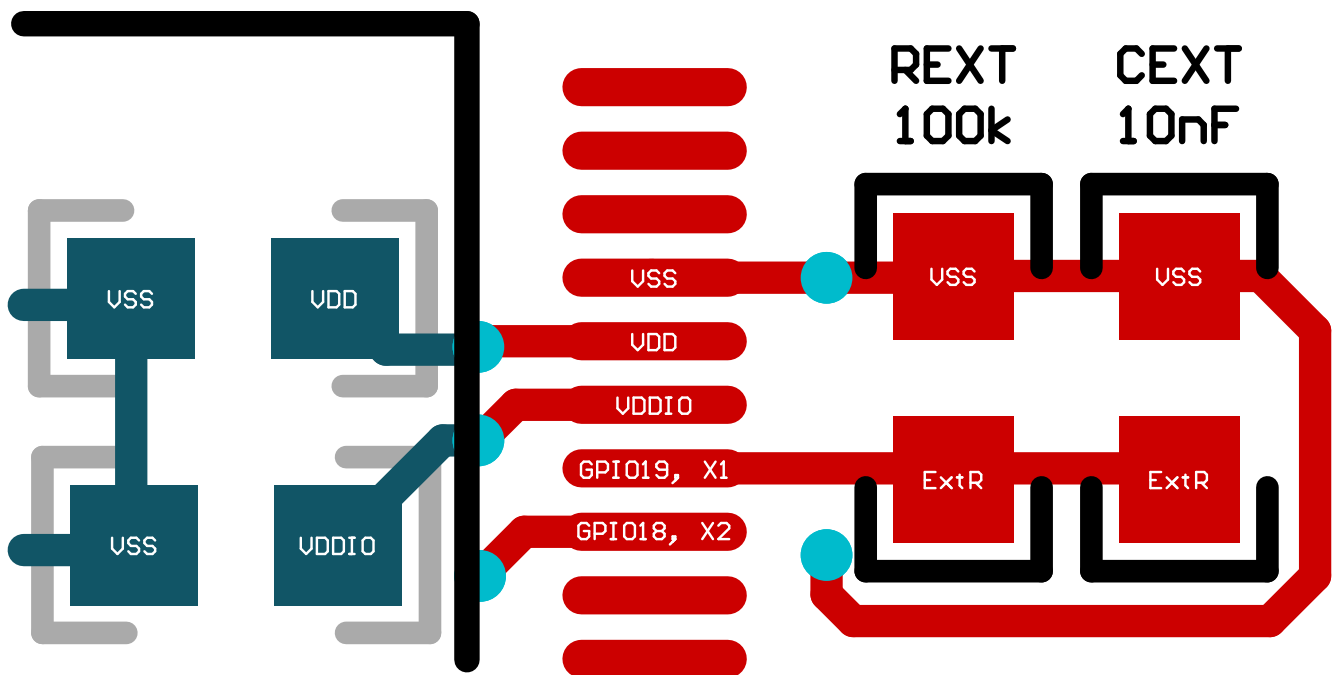 REXT
100k
CEXT
10nF
VSS
VDD
VSS
VSS
VSS
VDD
VDDIO
GPIO19, X1
ExtR
ExtR
VSS
VDDIO
GPIO18, X2